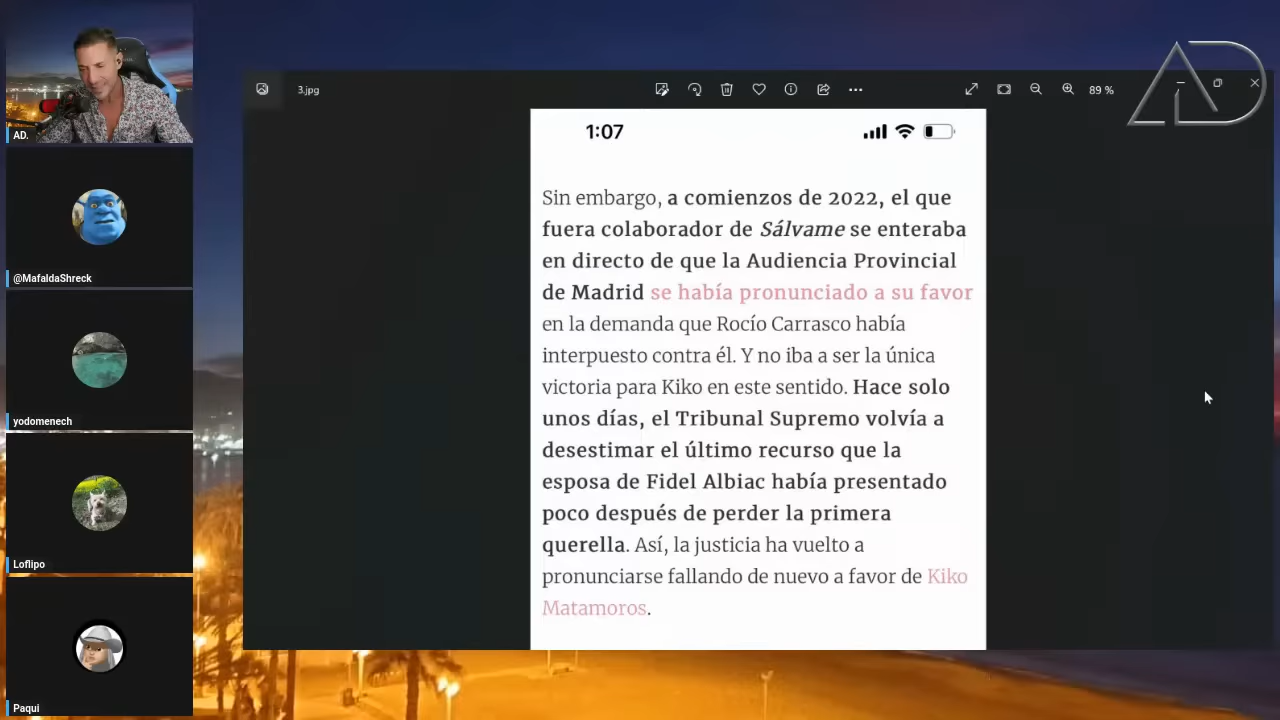 AD.
@MafaldaShreck
yodomenech
Loflipo
Paqui
3.jpg
89 %
AD
1:07
Sin embargo, a comienzos de 2022, el que
fuera colaborador de Sálvame se enteraba
en directo de que la Audiencia Provincial
de Madrid se había pronunciado a su favor
en la demanda que Rocío Carrasco había
interpuesto contra él. Y no iba a ser la única
victoria para Kiko en este sentido. Hace solo
unos días, el Tribunal Supremo volvía a
desestimar el último recurso que la
esposa de Fidel Albiac había presentado
poco después de perder la primera
querella. Así, la justicia ha vuelto a
pronunciarse fallando de nuevo a favor de Kiko
Matamoros.